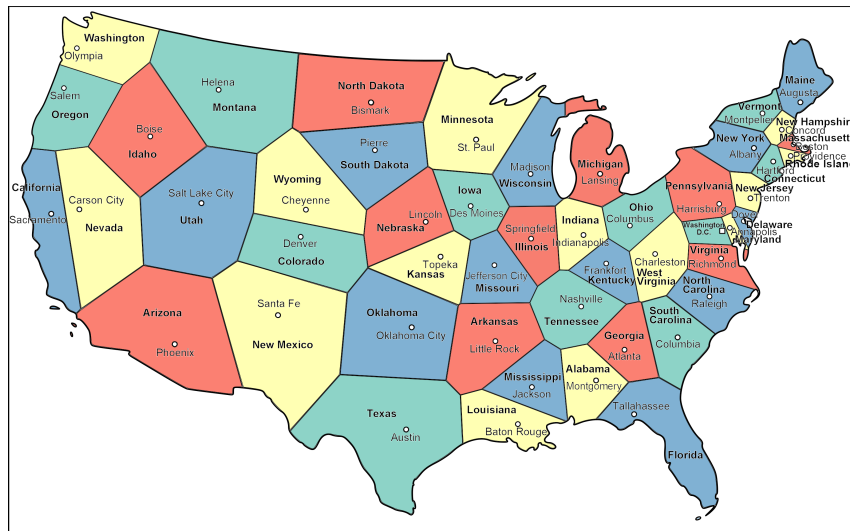 Washington
Olympia
Salem
Oregon
Helena
Montana
Boise
Idaho
North Dakota
Bismark
Minnesota
St. Paul
Pierre
South Dakota
Wyoming
Cheyenne
California
Sacramento
Carson City
Nevada
Salt Lake City
Utah
Denver
Colorado
Lincoln
Nebraska
Iowa
Des Moines
Madison
Wisconsin
Michigan
Lansing
Springfield
Illinois
Indiana
Indianapolis
Ohio
Columbus
Topeka
Kansas
Jefferson City
Missouri
Frankfort
Kentucky
Charleston
West
Virginia
Pennsylvania
Harrisburg
New York
Albany
Vermont
Montpelier
Maine
Augusta
New Hampshire
Concord
Massachusetts
Boston
Providence
Rhode Island
Hartford
Connecticut
New Jersey
Trenton
Dover
Delaware
Washington
D.C.
Annapolis
Maryland
Virginia
Richmond
North
Carolina
Raleigh
South
Carolina
Columbia
Nashville
Tennessee
Georgia
Atlanta
Arizona
Phoenix
Santa Fe
New Mexico
Oklahoma
Oklahoma City
Arkansas
Little Rock
Mississippi
Jackson
Alabama
Montgomery
Texas
Austin
Louisiana
Baton Rouge
Tallahassee
Florida